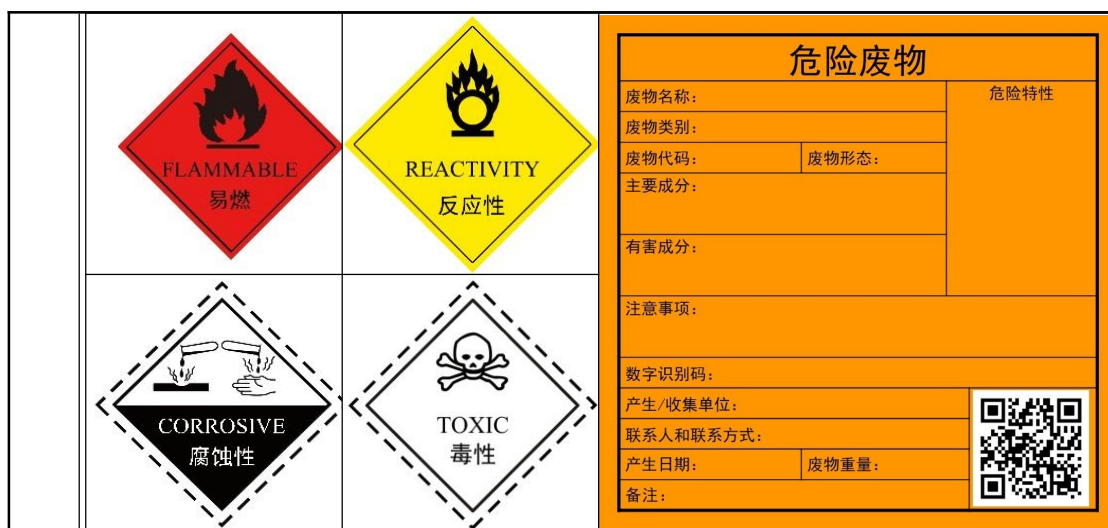 FLAMMABLE
易燃
REACTIVITY
反应性
CORROSIVE
腐蚀性
TOXIC
毒性
危险废物
废物名称：
危险特性
废物类别：
废物代码：
废物形态：
主要成分：
有害成分：
注意事项：
数字识别码：
产生/收集单位：
联系人和联系方式：
产生日期：
废物重量：
备注：